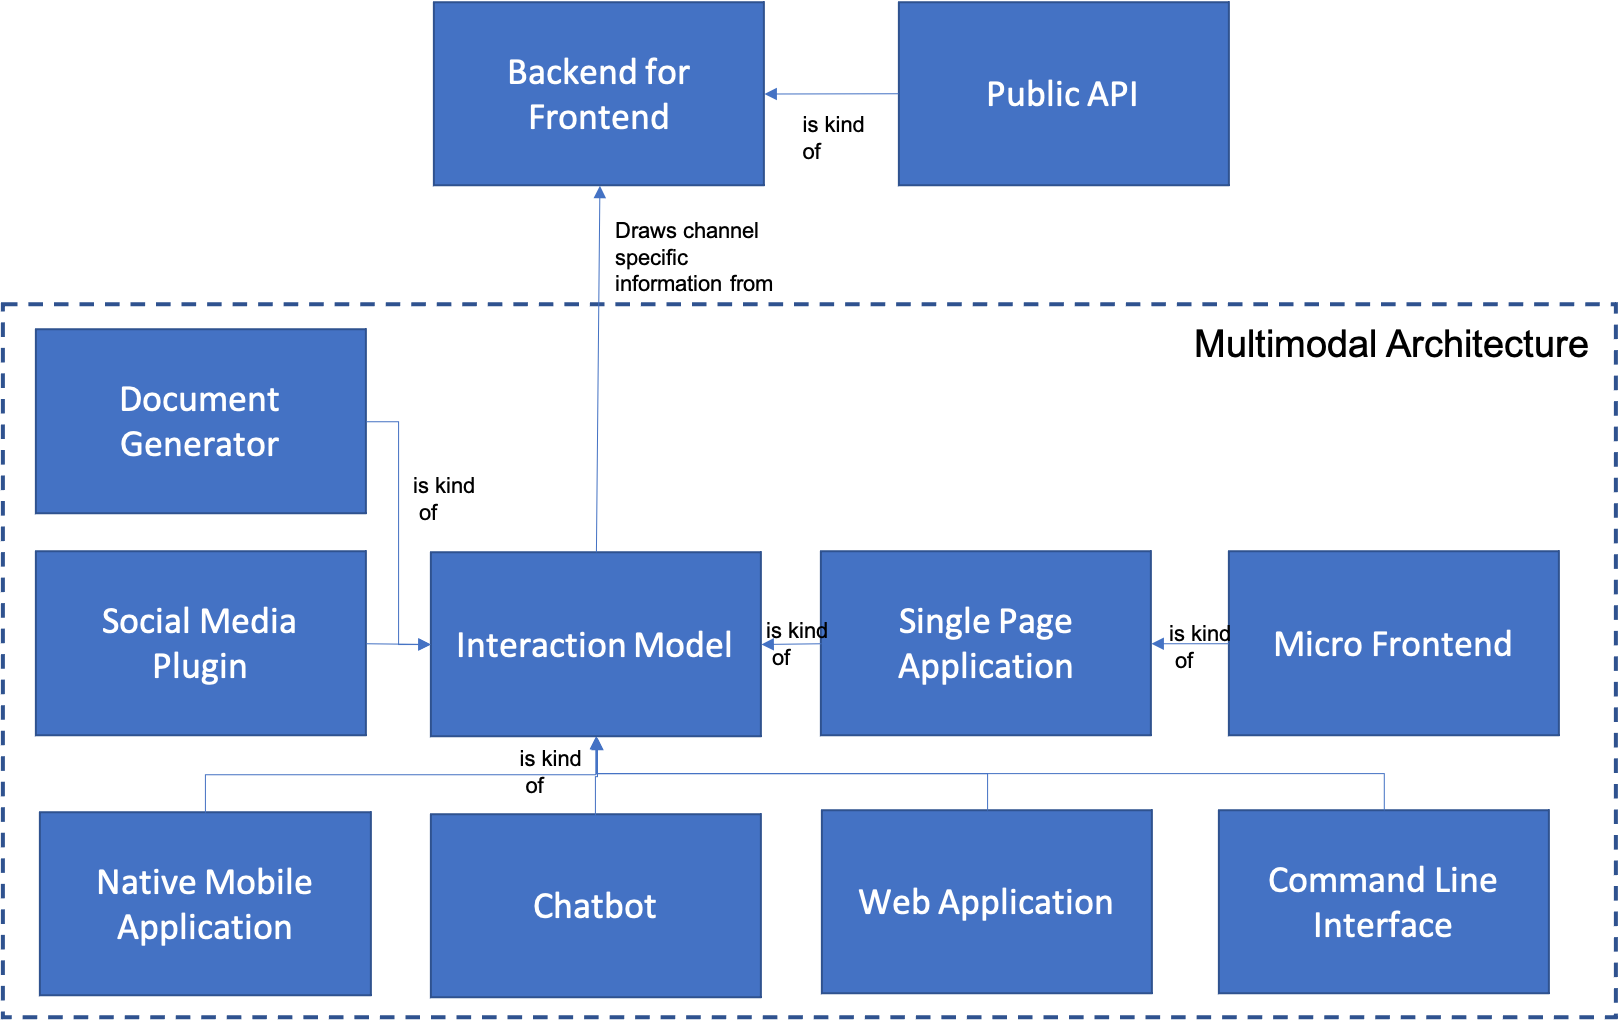 Backend for
Frontend
Public API
is kind
of
Draws channel
specific
information from
Multimodal Architecture
Document
Generator
is kind
of
Social Media
Plugin
Interaction Model
is kind
of
Single Page
Application
is kind
of
Micro Frontend
is kind
of
Native Mobile
Application
Chatbot
Web Application
Command Line
Interface